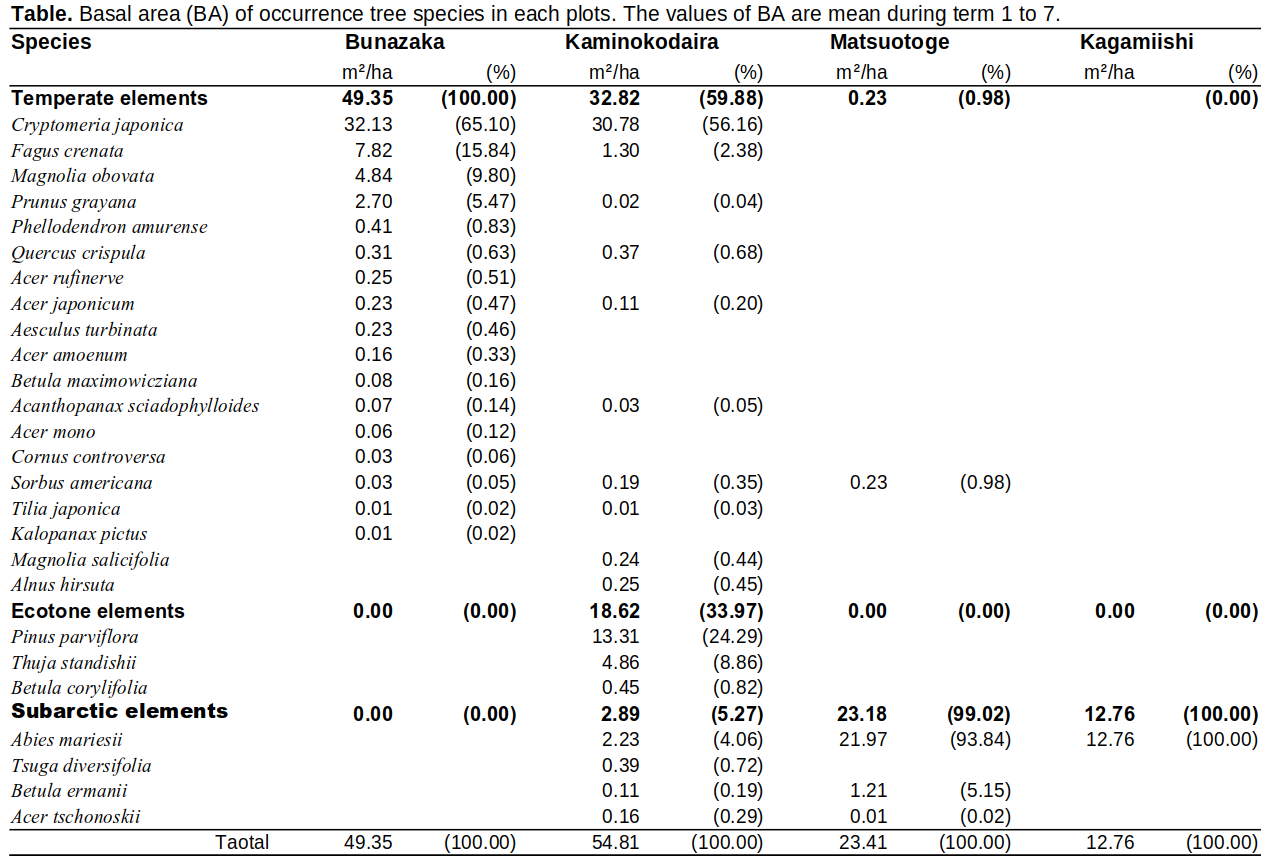 Table. Basal area (BA) of occurrence tree species in each plots. The values of BA are mean during term 1 to 7.
Species Bunazaka Kaminokodaira Matsuotoge Kagamiishi
m²/ha (%) m²/ha (%) m²/ha (%) m²/ha (%)
Temperate elements 49.35 (100.00) 32.82 (59.88) 0.23 (0.98) (0.00)
Cryptomeria japonica 32.13 (65.10) 30.78 (56.16)
Fagus crenata 7.82 (15.84) 1.30 (2.38)
Magnolia obovata 4.84 (9.80)
Prunus grayana 2.70 (5.47) 0.02 (0.04)
Phellodendron amurense 0.41 (0.83)
Quercus crispula 0.31 (0.63) 0.37 (0.68)
Acer rufinerve 0.25 (0.51)
Acer japonicum 0.23 (0.47) 0.11 (0.20)
Aesculus turbinata 0.23 (0.46)
Acer amoenum 0.16 (0.33)
Betula maximowicziana 0.08 (0.16)
Acanthopanax sciadophylloides 0.07 (0.14) 0.03 (0.05)
Acer mono 0.06 (0.12)
Cornus controversa 0.03 (0.06)
Sorbus americana 0.03 (0.05) 0.19 (0.35) 0.23 (0.98)
Tilia japonica 0.01 (0.02) 0.01 (0.03)
Kalopanax pictus 0.01 (0.02)
Magnolia salicifolia 0.24 (0.44)
Alnus hirsuta 0.25 (0.45)
Ecotone elements 0.00 (0.00) 18.62 (33.97) 0.00 (0.00) 0.00 (0.00)
Pinus parviflora 13.31 (24.29)
Thuja standishii 4.86 (8.86)
Betula corylifolia 0.45 (0.82)
Subarctic elements 0.00 (0.00) 2.89 (5.27) 23.18 (99.02) 12.76 (100.00)
Abies mariesii 2.23 (4.06) 21.97 (93.84) 12.76 (100.00)
Tsuga diversifolia 0.39 (0.72)
Betula ermanii 0.11 (0.19) 1.21 (5.15)
Acer tschonoskii 0.16 (0.29) 0.01 (0.02)
Taotal 49.35 (100.00) 54.81 (100.00) 23.41 (100.00) 12.76 (100.00)